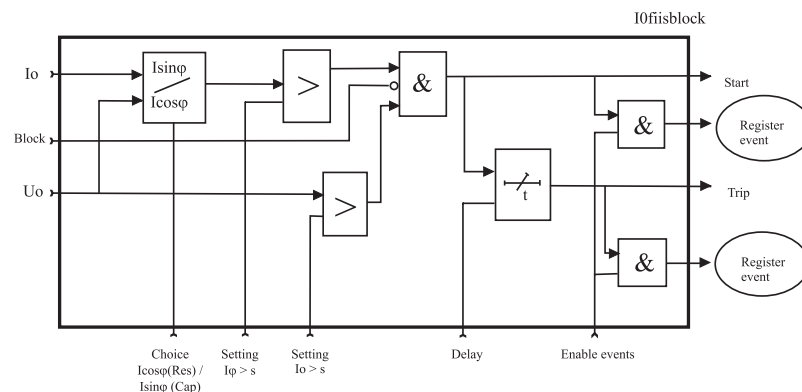 I0fiisblock
Io
Isinφ
Icosφ
>
&
Start
Block
&
Register
event
Uo
>
t
Trip
&
Register
event
Choice
Icosφ(Res) /
Isinφ (Cap)
Setting
Iφ > s
Setting
Io > s
Delay
Enable events